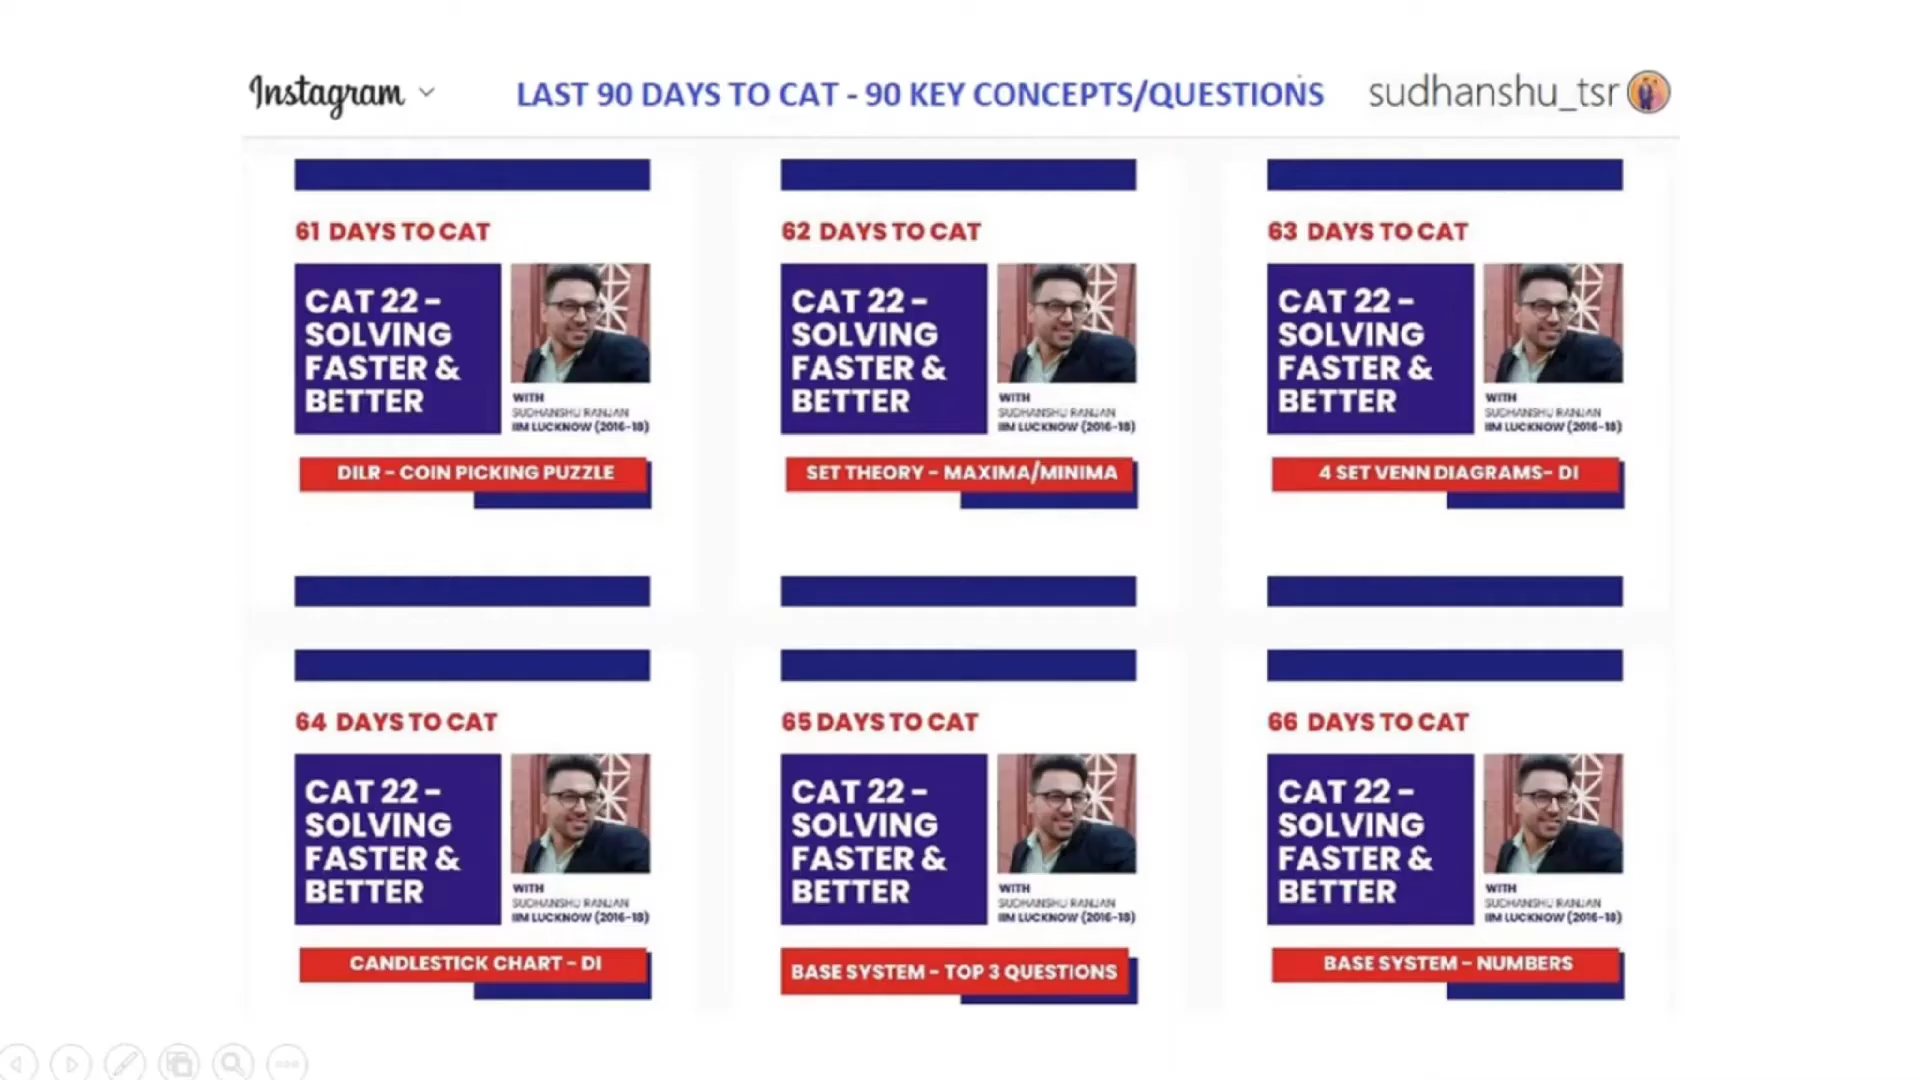 Instagram
LAST 90 DAYS TO CAT - 90 KEY CONCEPTS/QUESTIONS
sudhanshu_tsr
61 DAYS TO CAT
CAT 22 -
SOLVING
FASTER &
BETTER
WITH
SUDHANSHU RANJAN
IIM LUCKNOW (2016-18)
DILR - COIN PICKING PUZZLE
62 DAYS TO CAT
CAT 22 -
SOLVING
FASTER &
BETTER
WITH
SUDHANSHU RANJAN
IIM LUCKNOW (2016-18)
SET THEORY - MAXIMA/MINIMA
63 DAYS TO CAT
CAT 22 -
SOLVING
FASTER &
BETTER
WITH
SUDHANSHU RANJAN
IIM LUCKNOW (2016-18)
4 SET VENN DIAGRAMS- DI
64 DAYS TO CAT
CAT 22 -
SOLVING
FASTER &
BETTER
WITH
SUDHANSHU RANJAN
IIM LUCKNOW (2016-18)
CANDLESTICK CHART - DI
65 DAYS TO CAT
CAT 22 -
SOLVING
FASTER &
BETTER
WITH
SUDHANSHU RANJAN
IIM LUCKNOW (2016-18)
BASE SYSTEM - TOP 3 QUESTIONS
66 DAYS TO CAT
CAT 22 -
SOLVING
FASTER &
BETTER
WITH
SUDHANSHU RANJAN
IIM LUCKNOW (2016-18)
BASE SYSTEM - NUMBERS